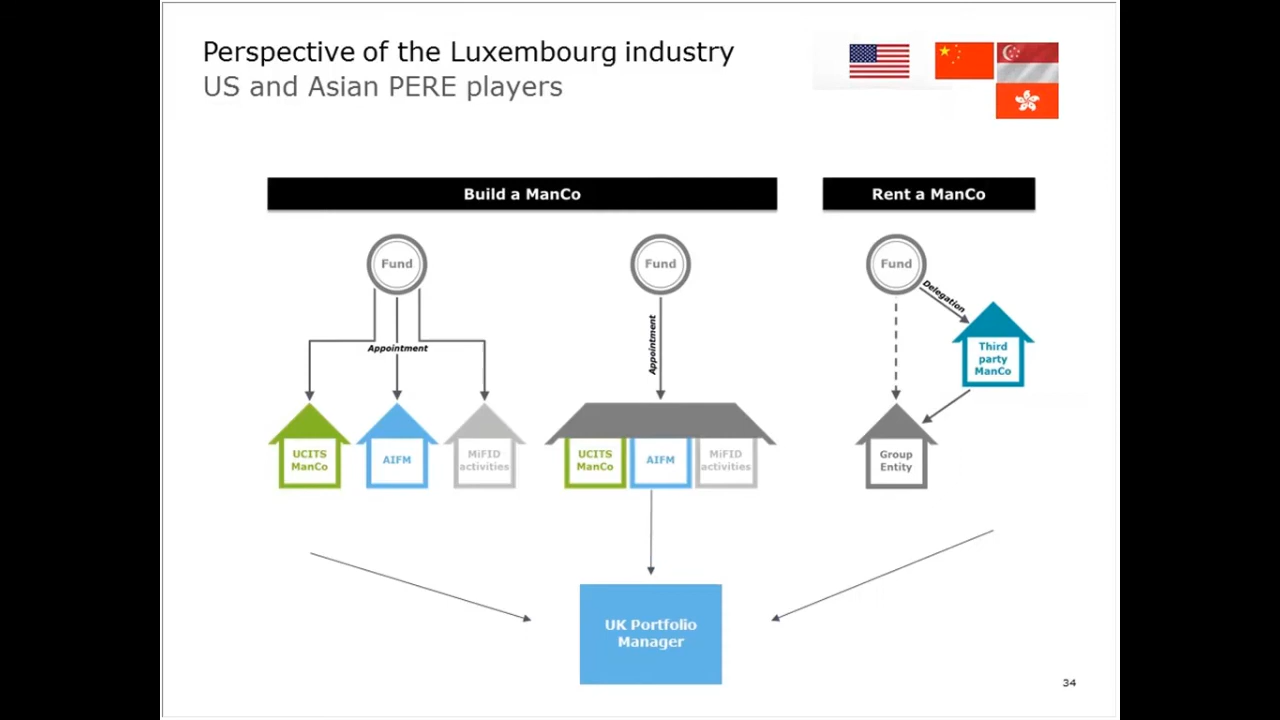 Perspective of the Luxembourg industry
US and Asian PERE players
Build a ManCo
Rent a ManCo
Fund
Fund
Fund
Delegation
Appointment
Appointment
Third
party
ManCo
UCITS
ManCo
AIFM
MiFID
activities
UCITS
ManCo
AIFM
MiFID
activities
Group
Entity
UK Portfolio
Manager
34